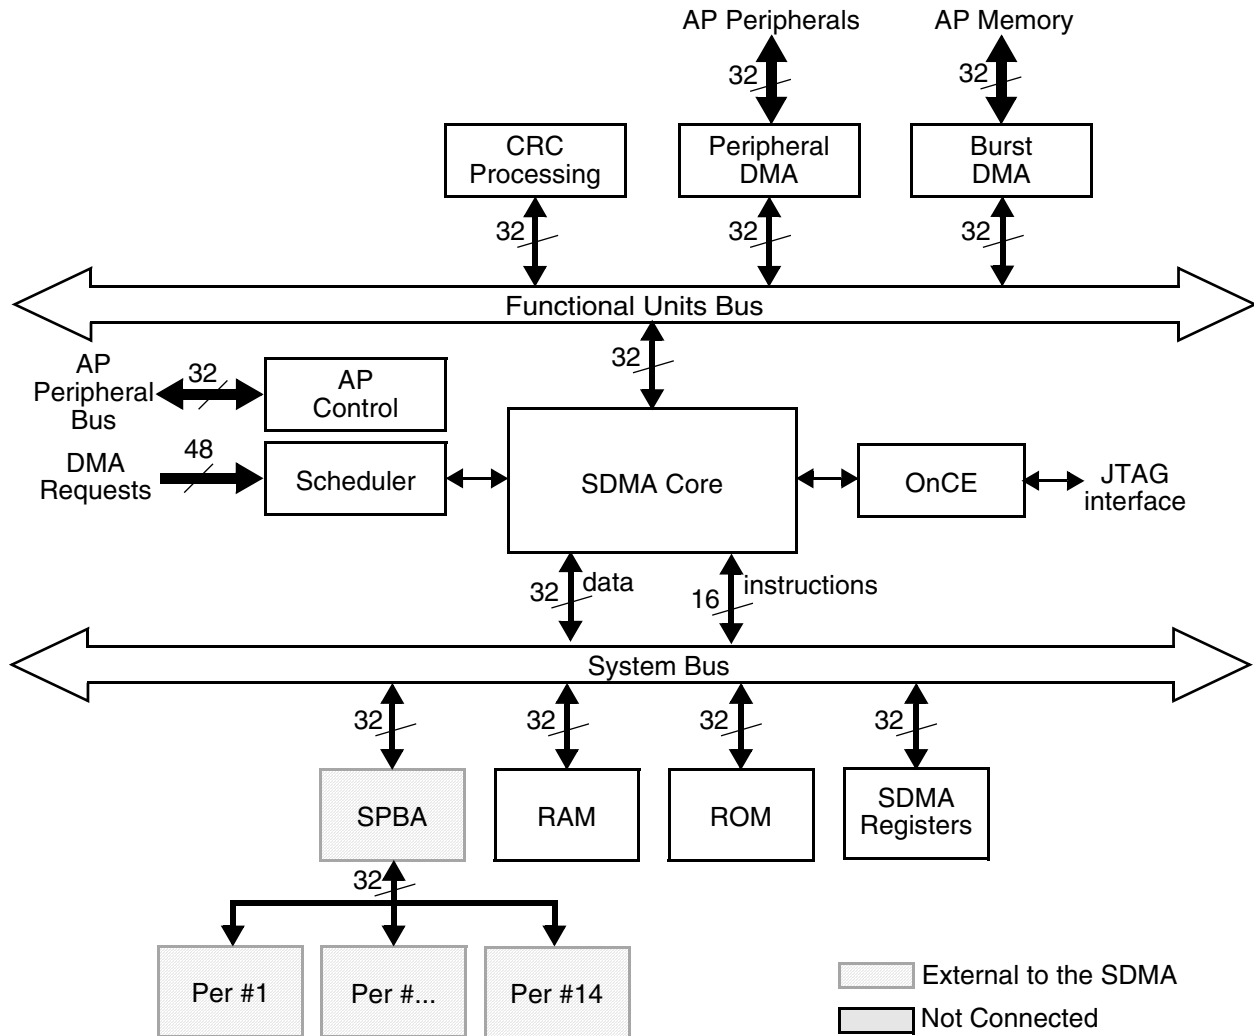 AP Peripherals
AP Memory
32
32
CRC
Processing
Peripheral
DMA
Burst
DMA
32
32
32
Functional Units Bus
AP
Peripheral
Bus
32
AP
Control
32
DMA
Requests
48
Scheduler
SDMA Core
OnCE
JTAG
interface
32
data
16
instructions
System Bus
32
32
32
32
SPBA
RAM
ROM
SDMA
Registers
32
Per #1
Per #...
Per #14
External to the SDMA
Not Connected